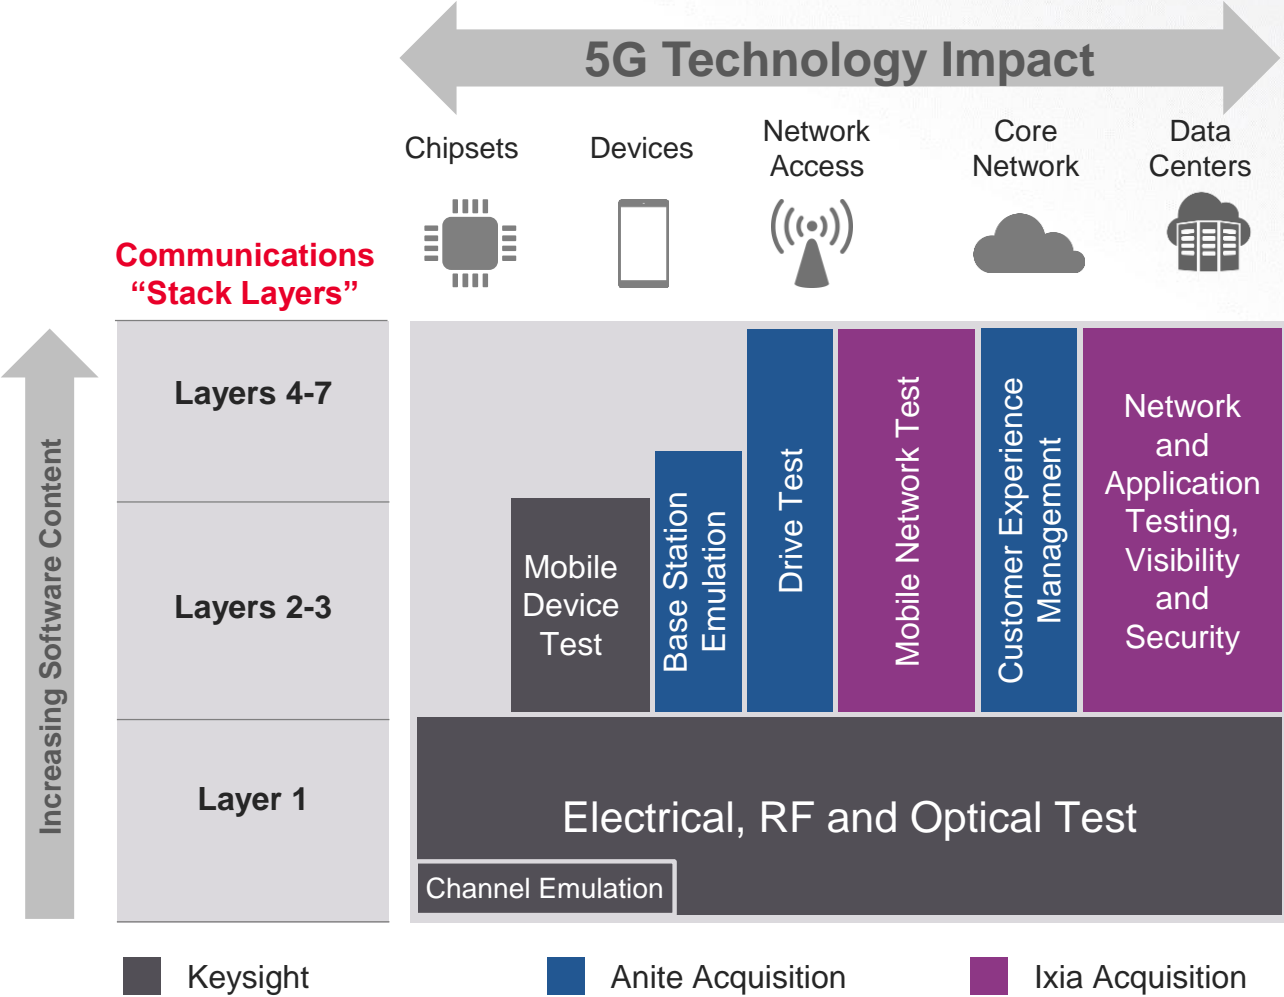 5G Technology Impact
Chipsets
Devices
Network
Access
Core
Network
Data
Centers
Communications
“Stack Layers”
Increasing Software Content
Layers 4-7
Layers 2-3
Layer 1
Mobile
Device
Test
Base Station
Emulation
Drive Test
Mobile Network Test
Customer Experience
Management
Network
and
Application
Testing,
Visibility
and
Security
Electrical, RF and Optical Test
Channel Emulation
Keysight
Anite Acquisition
Ixia Acquisition